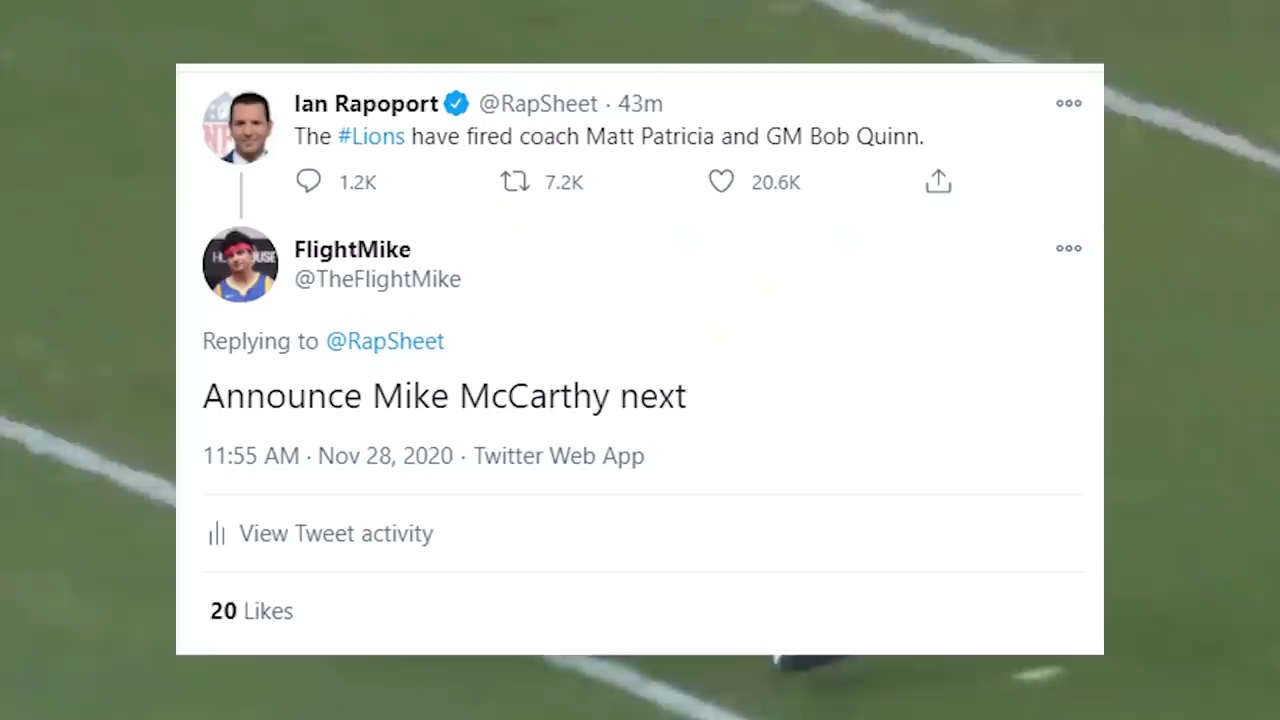 Ian Rapoport @RapSheet · 43m
The #Lions have fired coach Matt Patricia and GM Bob Quinn.
1.2K 7.2K 20.6K
FlightMike
@TheFlightMike
Replying to @RapSheet
Announce Mike McCarthy next
11:55 AM · Nov 28, 2020 · Twitter Web App
View Tweet activity
20 Likes